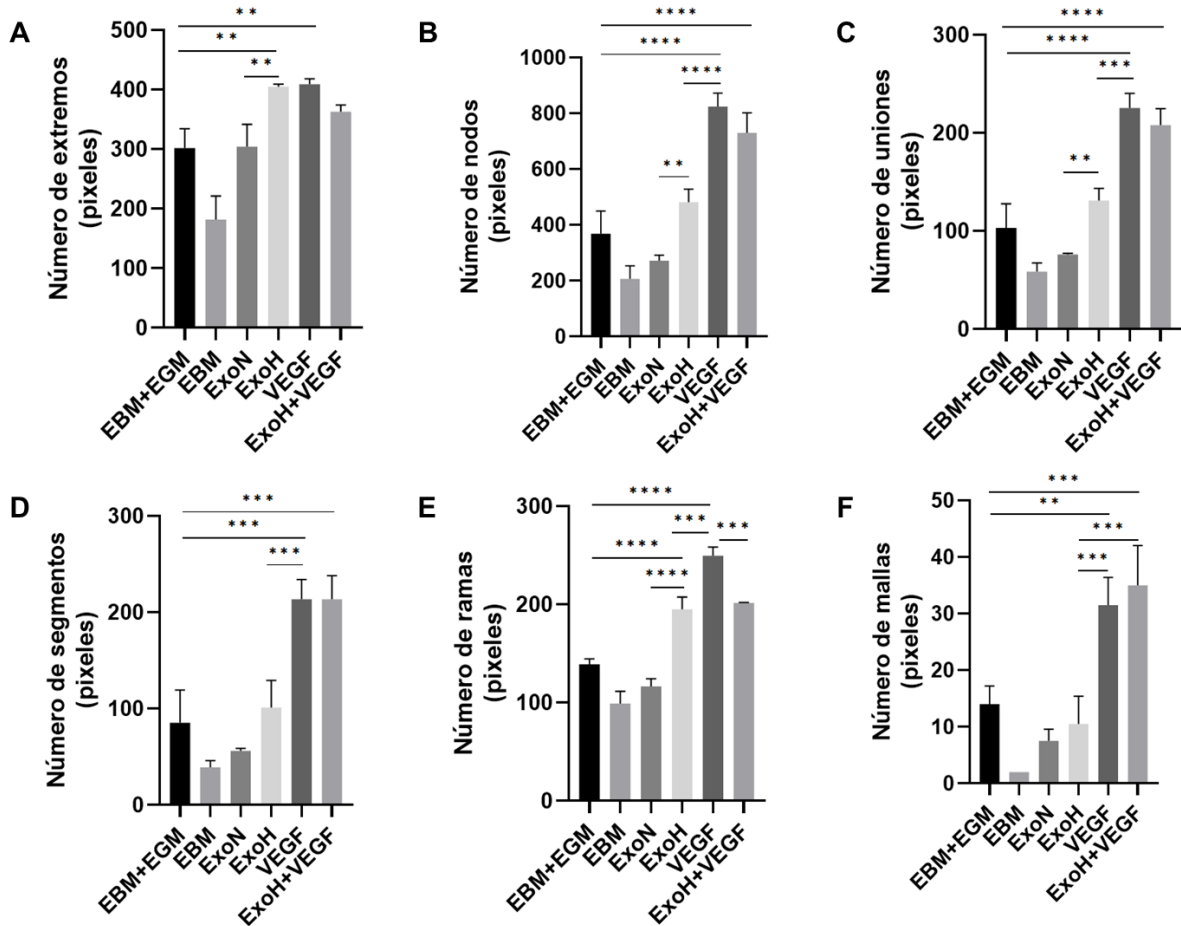 A
Número de extremos
(pixeles)
500
400
300
200
100
0
**
**
**
EBM+EGM
EBM
ExoN
ExoH
VEGF
ExoH+VEGF
B
Número de nodos
(pixeles)
1000
800
600
400
200
0
****
****
****
**
EBM+EGM
EBM
ExoN
ExoH
VEGF
ExoH+VEGF
C
Número de uniones
(pixeles)
300
200
100
0
****
****
***
**
EBM+EGM
EBM
ExoN
ExoH
VEGF
ExoH+VEGF
D
Número de segmentos
(pixeles)
300
200
100
0
***
***
***
EBM+EGM
EBM
ExoN
ExoH
VEGF
ExoH+VEGF
E
Número de ramas
(pixeles)
300
200
100
0
****
***
***
****
****
EBM+EGM
EBM
ExoN
ExoH
VEGF
ExoH+VEGF
F
Número de mallas
(pixeles)
50
40
30
20
10
0
***
**
***
***
EBM+EGM
EBM
ExoN
ExoH
VEGF
ExoH+VEGF